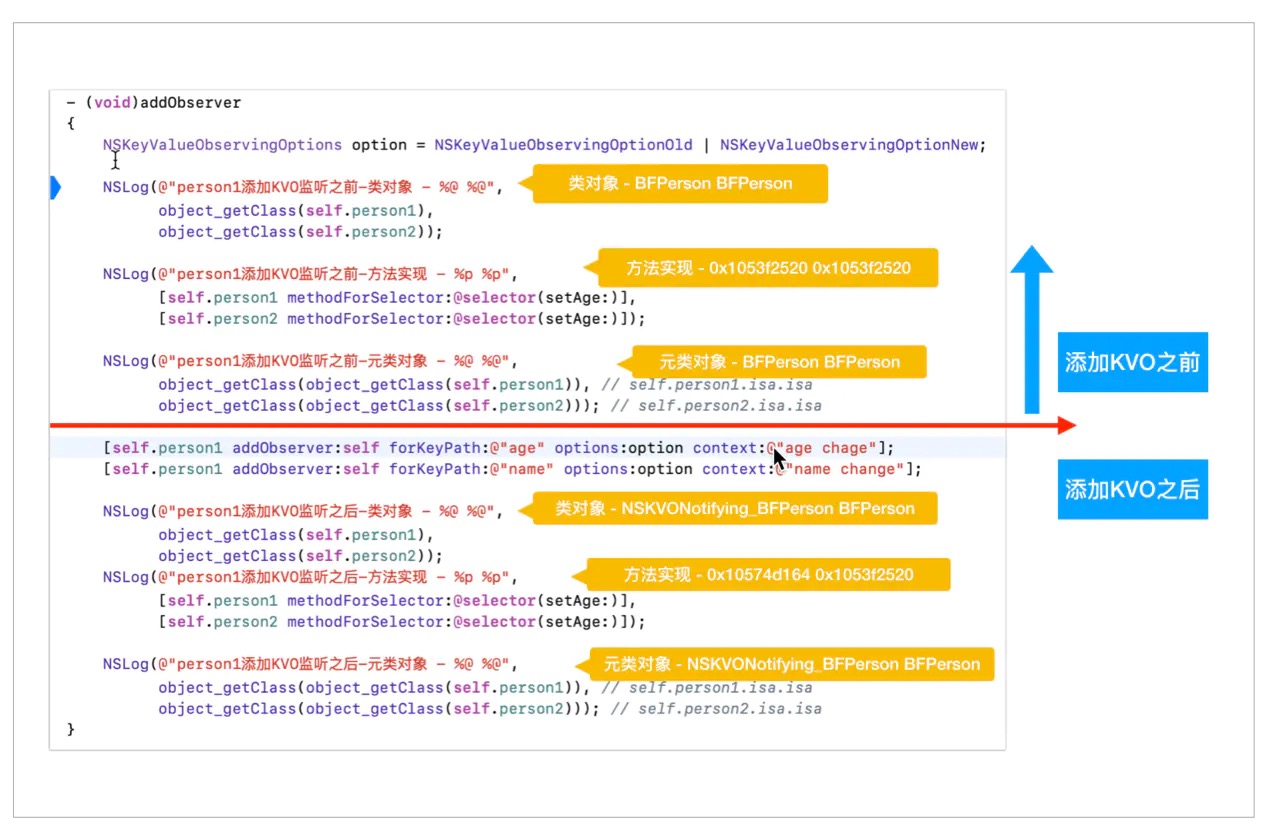 - (void)addObserver
{
NSKeyValueObservingOptions option = NSKeyValueObservingOptionOld | NSKeyValueObservingOptionNew;
NSLog(@"person1添加KVO监听之前-类对象 - %@ %@", 类对象 - BFPerson BFPerson
object_getClass(self.person1),
object_getClass(self.person2));
NSLog(@"person1添加KVO监听之前-方法实现 - %p %p", 方法实现 - 0x1053f2520 0x1053f2520
[self.person1 methodForSelector:@selector(setAge:)],
[self.person2 methodForSelector:@selector(setAge:)]);
NSLog(@"person1添加KVO监听之前-元类对象 - %@ %@", 元类对象 - BFPerson BFPerson
添加KVO之前
object_getClass(object_getClass(self.person1)), // self.person1.isa.isa
object_getClass(object_getClass(self.person2))); // self.person2.isa.isa
[self.person1 addObserver:self forKeyPath:@"age" options:option context:@"age chage"];
[self.person1 addObserver:self forKeyPath:@"name" options:option context:@"name change"];
添加KVO之后
NSLog(@"person1添加KVO监听之后-类对象 - %@ %@", 类对象 - NSKVONotifying_BFPerson BFPerson
object_getClass(self.person1),
object_getClass(self.person2));
NSLog(@"person1添加KVO监听之后-方法实现 - %p %p", 方法实现 - 0x10574d164 0x1053f2520
[self.person1 methodForSelector:@selector(setAge:)],
[self.person2 methodForSelector:@selector(setAge:)]);
NSLog(@"person1添加KVO监听之后-元类对象 - %@ %@", 元类对象 - NSKVONotifying_BFPerson BFPerson
object_getClass(object_getClass(self.person1)), // self.person1.isa.isa
object_getClass(object_getClass(self.person2))); // self.person2.isa.isa
}